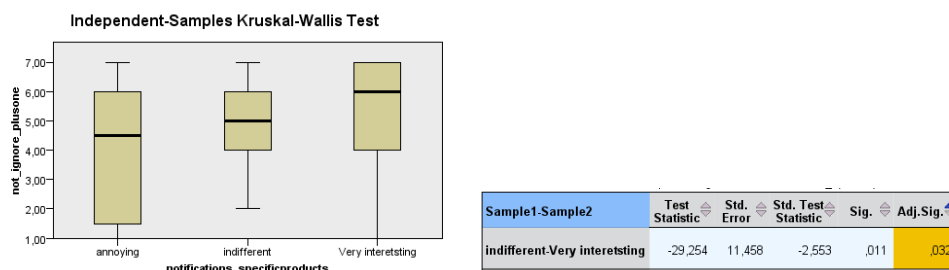 Independent-Samples Kruskal-Wallis Test
not_ignore_plusone
7,00
6,00
5,00
4,00
3,00
2,00
1,00
annoying indifferent Very interetsting
notifications_specificproducts
Sample1-Sample2 Test Statistic Std. Error Std. Test Statistic Sig. Adj.Sig.
indifferent-Very interetsting -29,254 11,458 -2,553 ,011 ,032